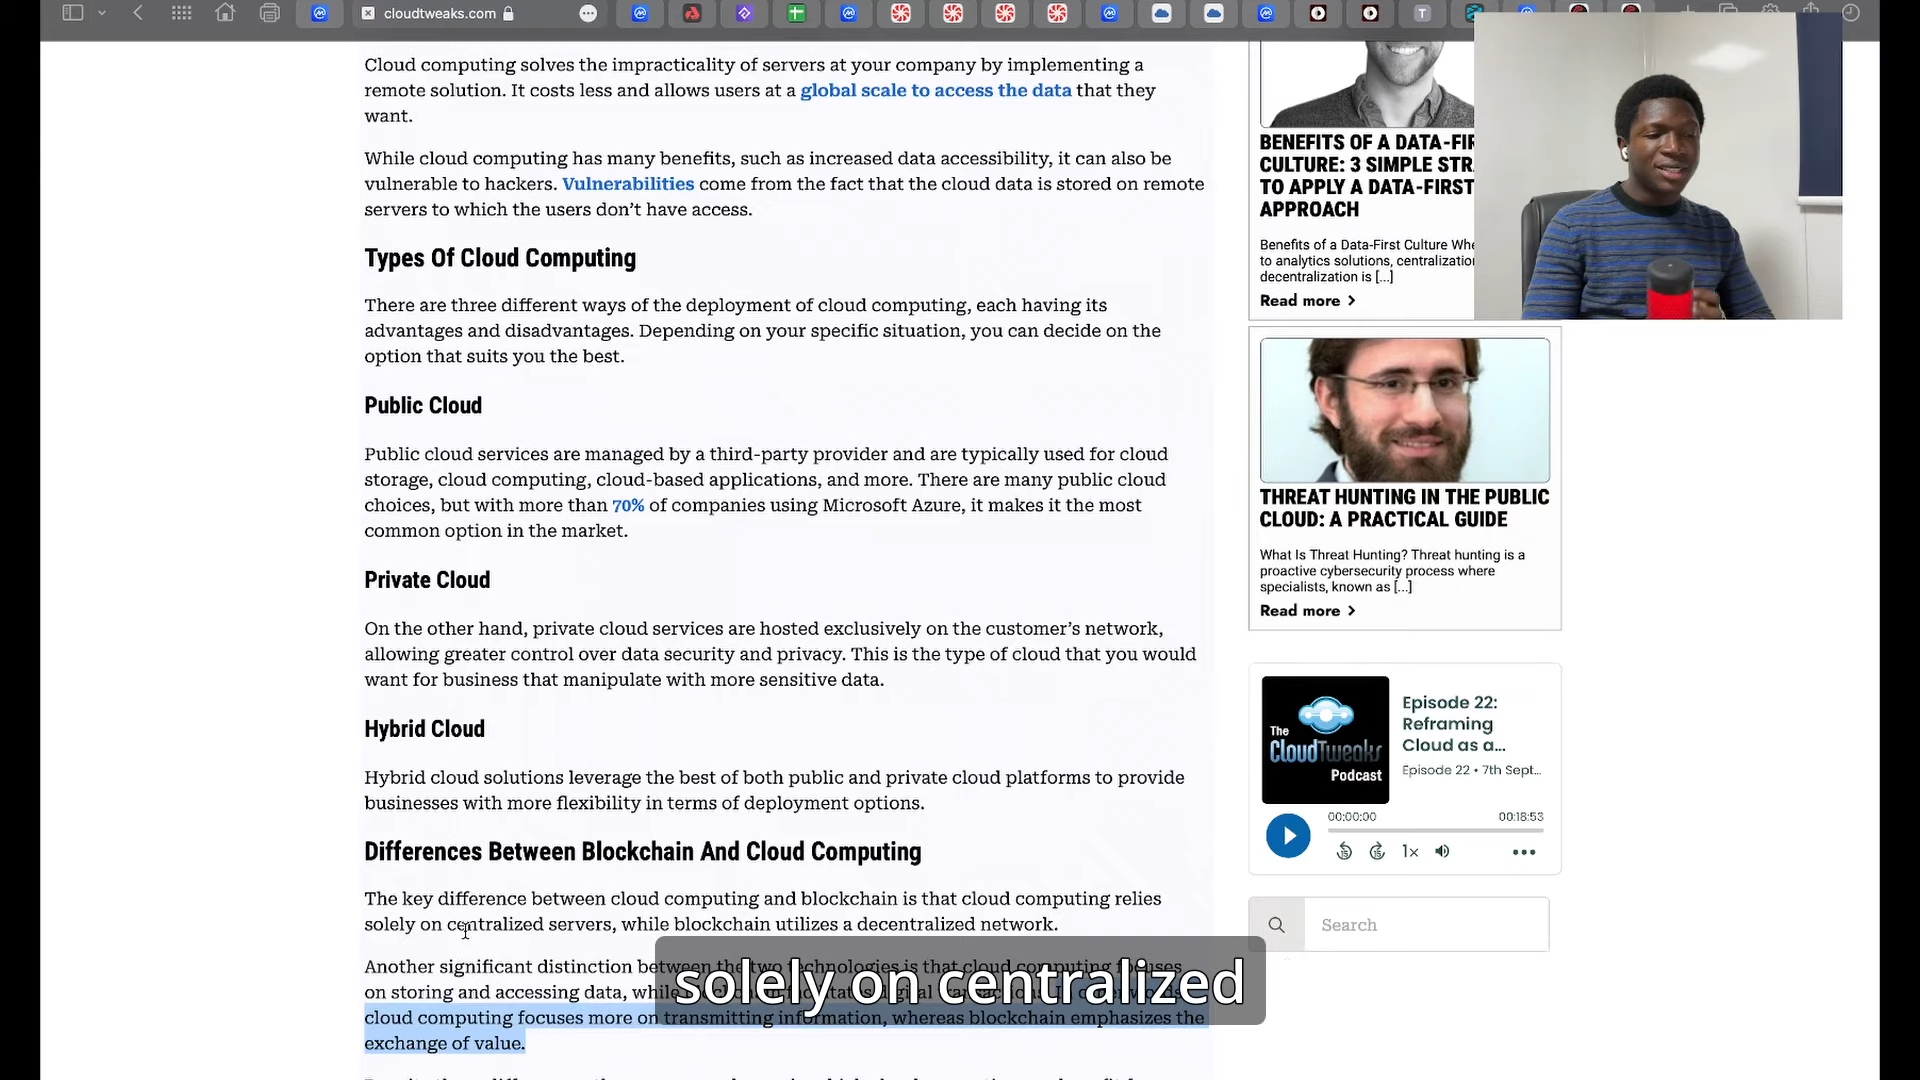 cloudtweaks.com
Cloud computing solves the impracticality of servers at your company by implementing a
remote solution. It costs less and allows users at a global scale to access the data that they
want.
While cloud computing has many benefits, such as increased data accessibility, it can also be
vulnerable to hackers. Vulnerabilities come from the fact that the cloud data is stored on remote
servers to which the users don’t have access.
Types Of Cloud Computing
There are three different ways of the deployment of cloud computing, each having its
advantages and disadvantages. Depending on your specific situation, you can decide on the
option that suits you the best.
Public Cloud
Public cloud services are managed by a third-party provider and are typically used for cloud
storage, cloud computing, cloud-based applications, and more. There are many public cloud
choices, but with more than 70% of companies using Microsoft Azure, it makes it the most
common option in the market.
Private Cloud
On the other hand, private cloud services are hosted exclusively on the customer’s network,
allowing greater control over data security and privacy. This is the type of cloud that you would
want for business that manipulate with more sensitive data.
Hybrid Cloud
Hybrid cloud solutions leverage the best of both public and private cloud platforms to provide
businesses with more flexibility in terms of deployment options.
Differences Between Blockchain And Cloud Computing
The key difference between cloud computing and blockchain is that cloud computing relies
solely on centralized servers, while blockchain utilizes a decentralized network.
Another significant distinction between the two technologies is that cloud computing focuses
on storing and accessing data, while
cloud computing focuses more on transmitting information, whereas blockchain emphasizes the
exchange of value.
solely on centralized
BENEFITS OF A DATA-FI
CULTURE: 3 SIMPLE STR
TO APPLY A DATA-FIRST
APPROACH
Benefits of a Data-First Culture Whe
to analytics solutions, centralization
decentralization is [...]
Read more >
THREAT HUNTING IN THE PUBLIC
CLOUD: A PRACTICAL GUIDE
What Is Threat Hunting? Threat hunting is a
proactive cybersecurity process where
specialists, known as [...]
Read more >
The
CloudTweaks
Podcast
Episode 22:
Reframing
Cloud as a...
Episode 22 • 7th Sept...
00:00:00 00:18:53
15 15 1×
Search